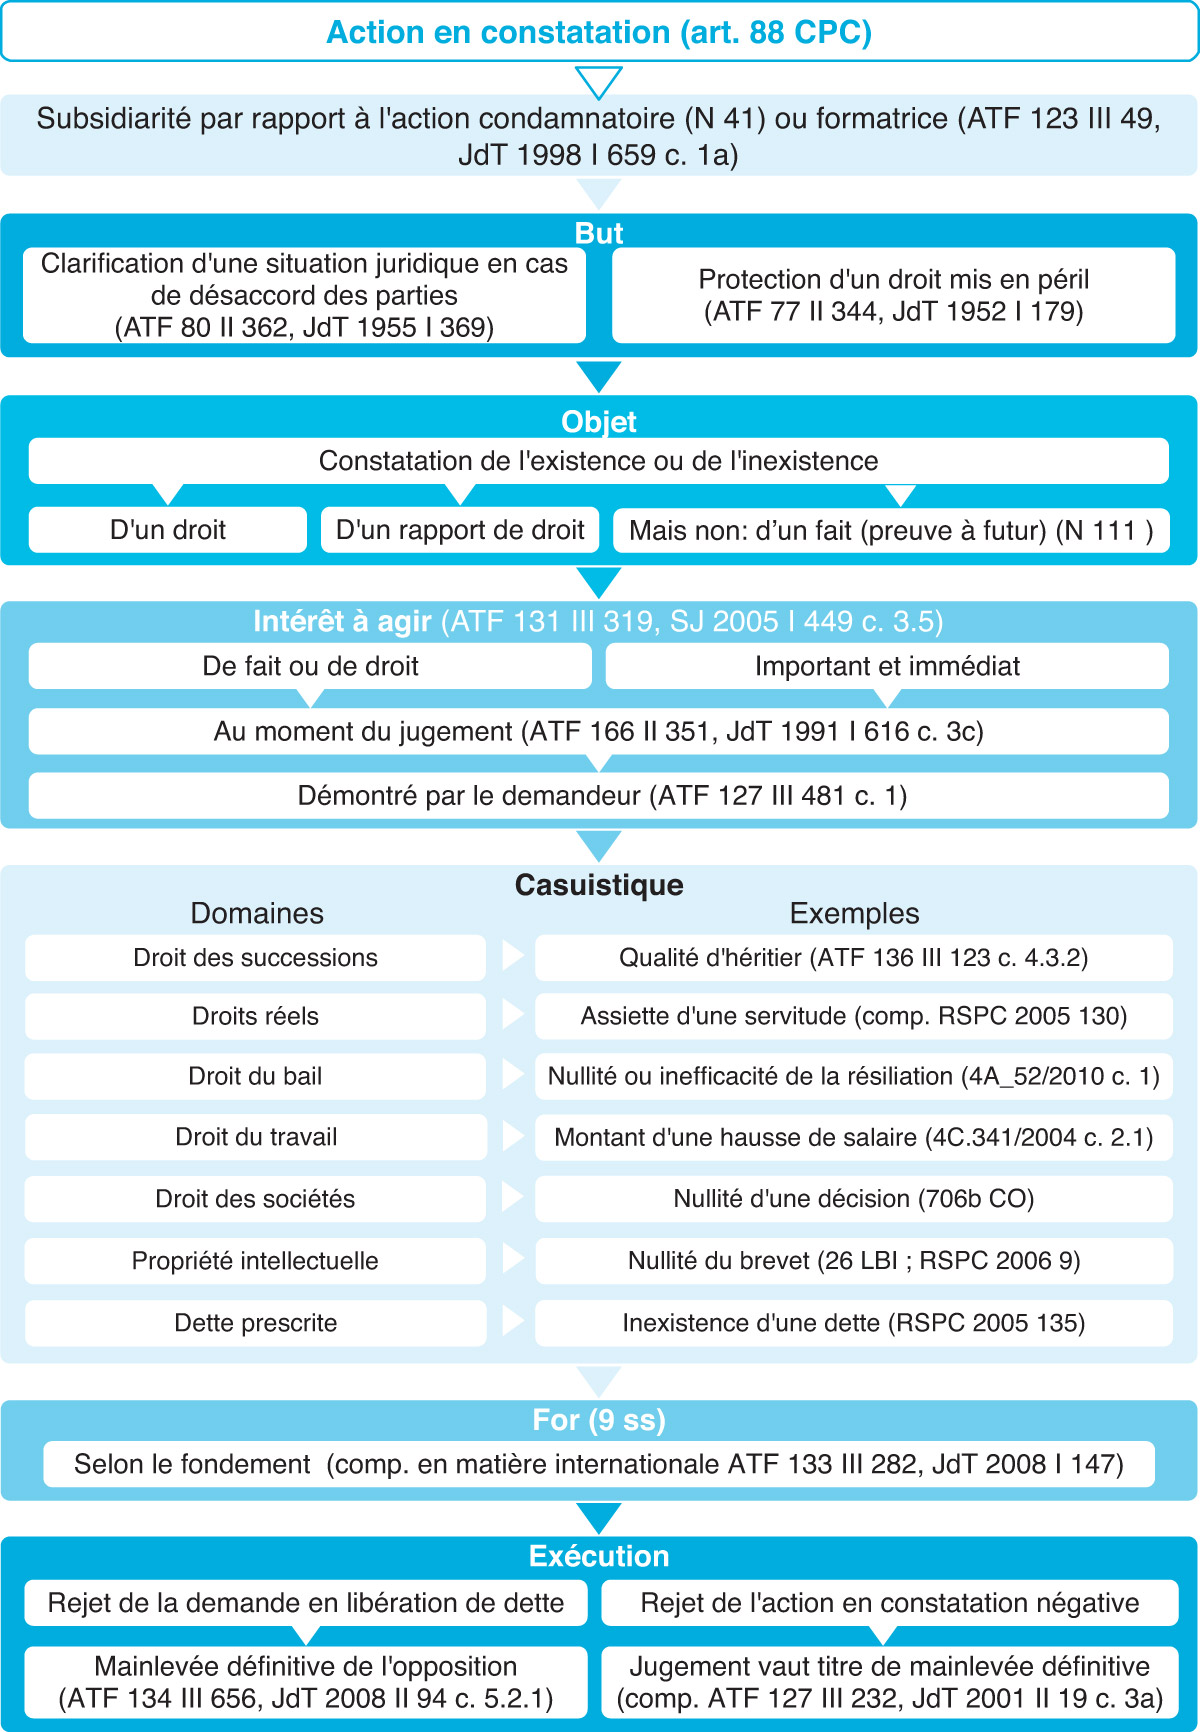 Action en constatation (art. 88 CPC)
Subsidiarité par rapport à l'action condamnatoire (N 41) ou formatrice (ATF 123 III 49,
JdT 1998 I 659 c. 1a)
But
Clarification d'une situation juridique en cas
de désaccord des parties
(ATF 80 II 362, JdT 1955 I 369)
Protection d'un droit mis en péril
(ATF 77 II 344, JdT 1952 I 179)
Objet
Constatation de l'existence ou de l'inexistence
D'un droit
D'un rapport de droit
Mais non: d’un fait (preuve à futur) (N 111 )
Intérêt à agir (ATF 131 III 319, SJ 2005 I 449 c. 3.5)
De fait ou de droit
Important et immédiat
Au moment du jugement (ATF 166 II 351, JdT 1991 I 616 c. 3c)
Démontré par le demandeur (ATF 127 III 481 c. 1)
Casuistique
Domaines
Exemples
Droit des successions
Qualité d'héritier (ATF 136 III 123 c. 4.3.2)
Droits réels
Assiette d'une servitude (comp. RSPC 2005 130)
Droit du bail
Nullité ou inefficacité de la résiliation (4A_52/2010 c. 1)
Droit du travail
Montant d'une hausse de salaire (4C.341/2004 c. 2.1)
Droit des sociétés
Nullité d'une décision (706b CO)
Propriété intellectuelle
Nullité du brevet (26 LBI ; RSPC 2006 9)
Dette prescrite
Inexistence d'une dette (RSPC 2005 135)
For (9 ss)
Selon le fondement (comp. en matière internationale ATF 133 III 282, JdT 2008 I 147)
Exécution
Rejet de la demande en libération de dette
Rejet de l'action en constatation négative
Mainlevée définitive de l'opposition
(ATF 134 III 656, JdT 2008 II 94 c. 5.2.1)
Jugement vaut titre de mainlevée définitive
(comp. ATF 127 III 232, JdT 2001 II 19 c. 3a)